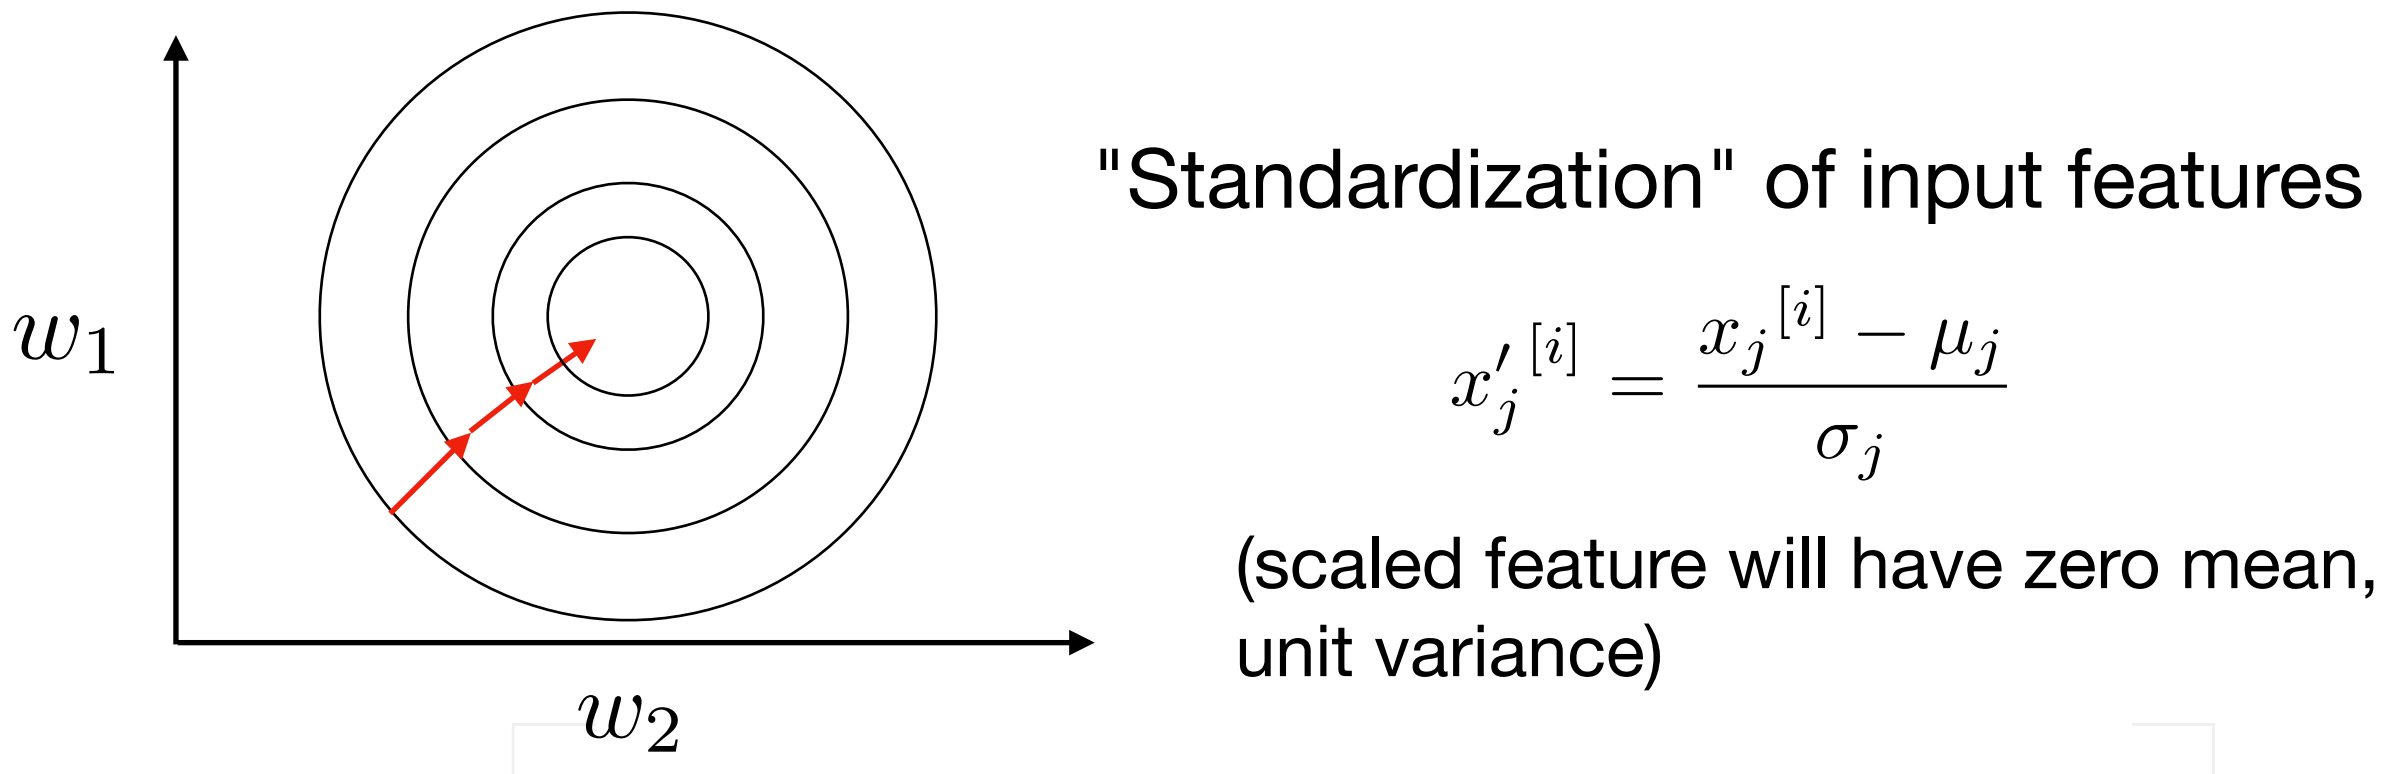 w₁
w₂
"Standardization" of input features
x′ⱼ^[i] = (xⱼ^[i] − μⱼ) / σⱼ
(scaled feature will have zero mean,
unit variance)